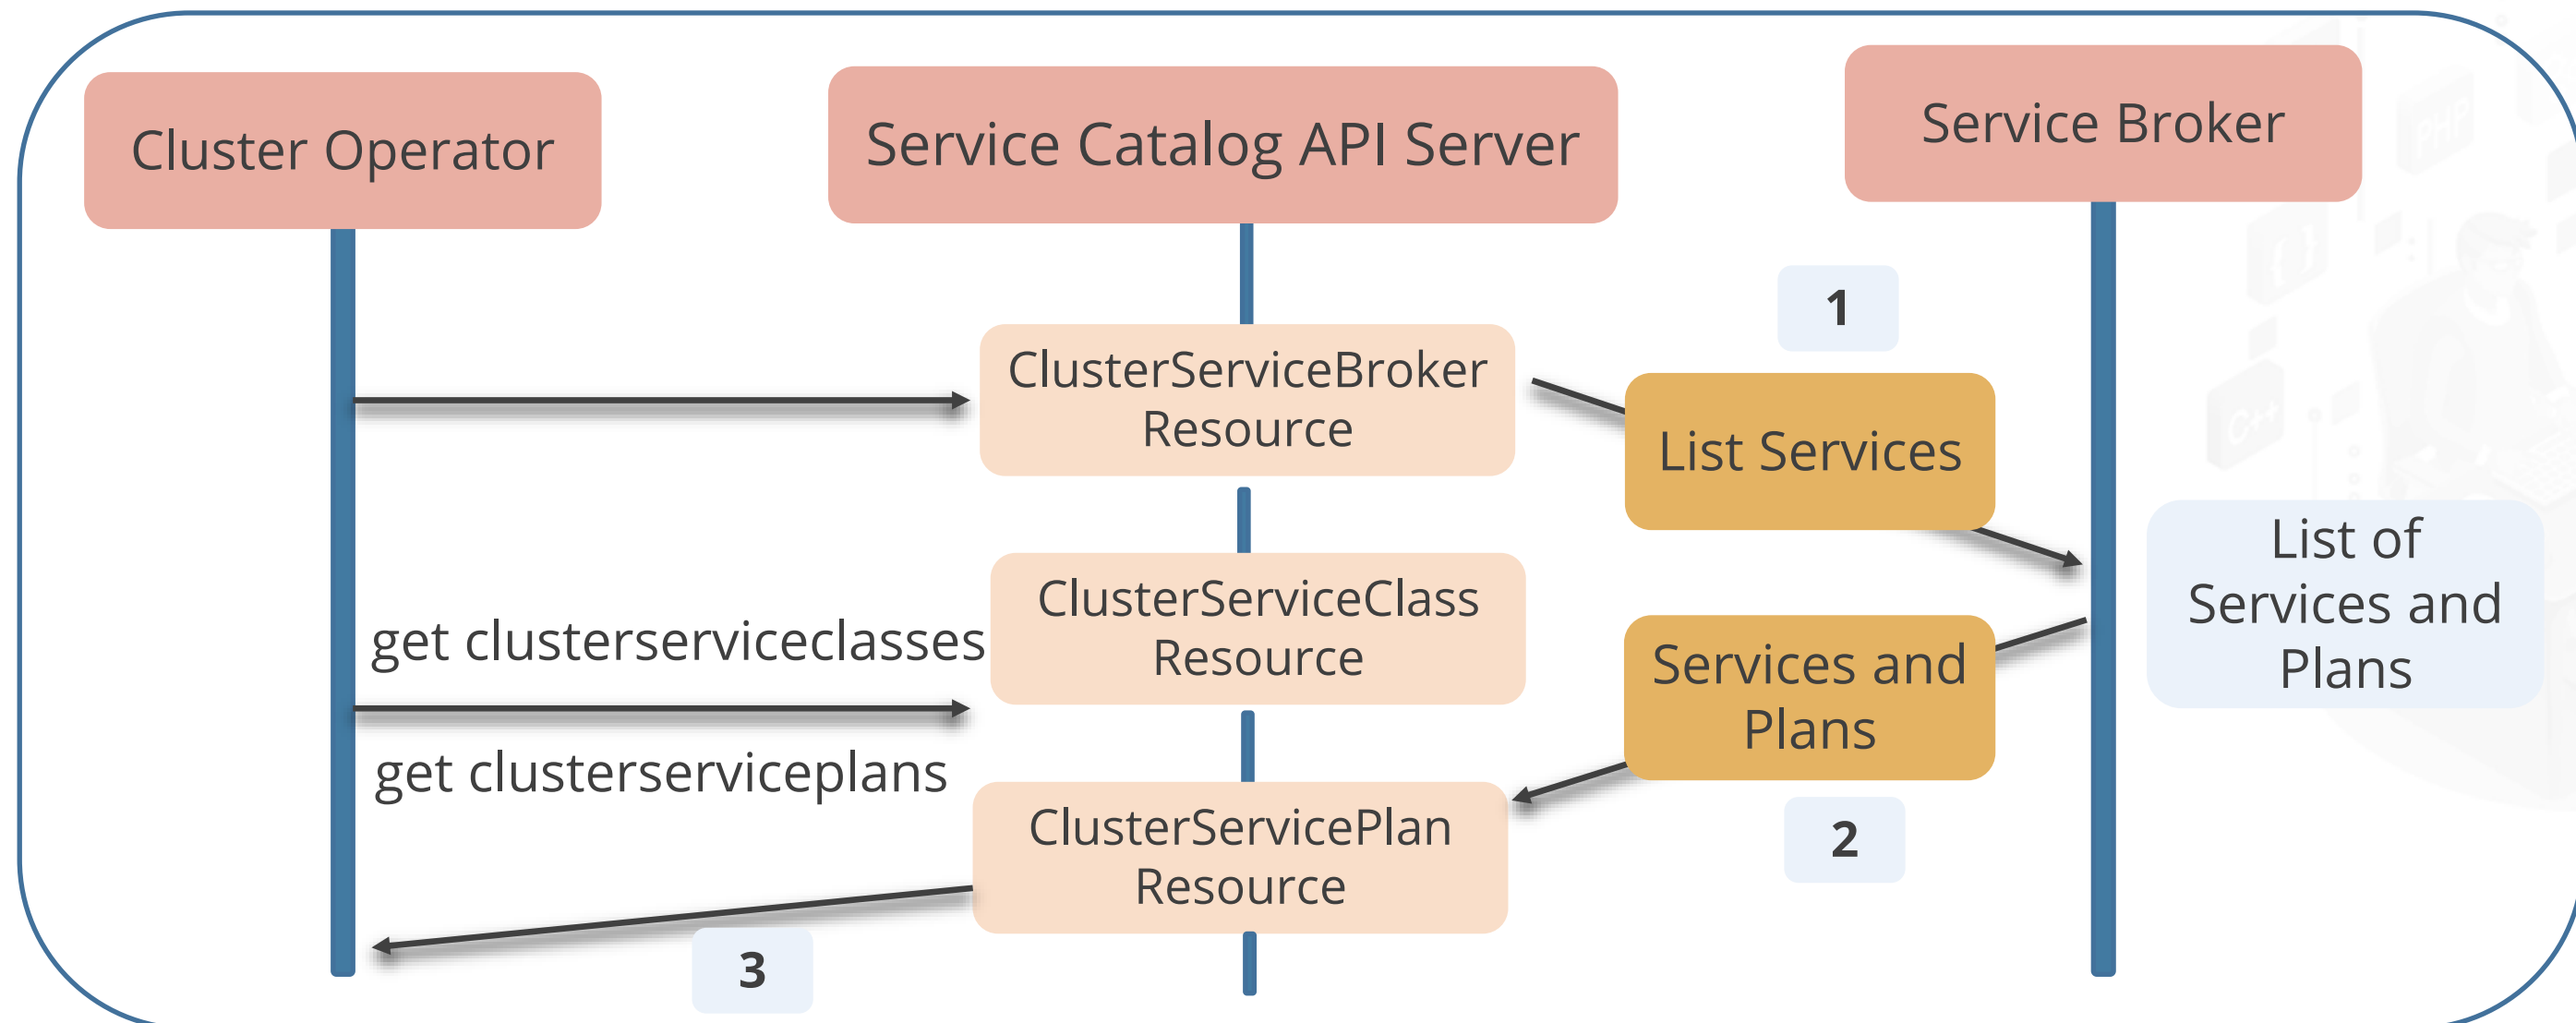 Cluster Operator
Service Catalog API Server
Service Broker
1
ClusterServiceBroker
Resource
List Services
List of
Services and
Plans
ClusterServiceClass
Resource
get clusterserviceclasses
Services and
Plans
get clusterserviceplans
ClusterServicePlan
Resource
2
3
PHP
{ }
C++